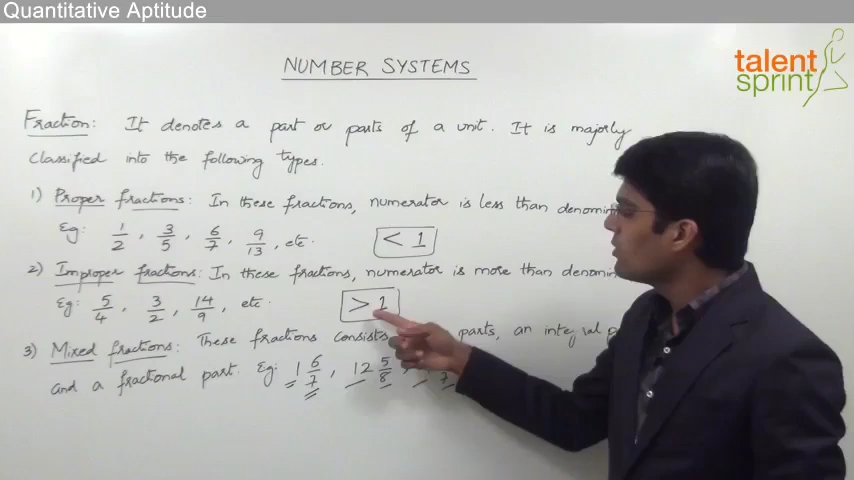 Quantitative Aptitude
talent
sprint
NUMBER SYSTEMS
Fraction: It denotes a part or parts of a unit. It is majorly
classified into the following types.
1) Proper fractions: In these fractions, numerator is less than denomin
Eg: 1/2, 3/5, 6/7, 9/13, etc. < 1
2) Improper fractions: In these fractions, numerator is more than denomin
Eg: 5/4, 3/2, 14/9, etc. > 1
3) Mixed fractions: These fractions consists parts, an integral p
and a fractional part. Eg: 1 6/7, 12 5/8, 7